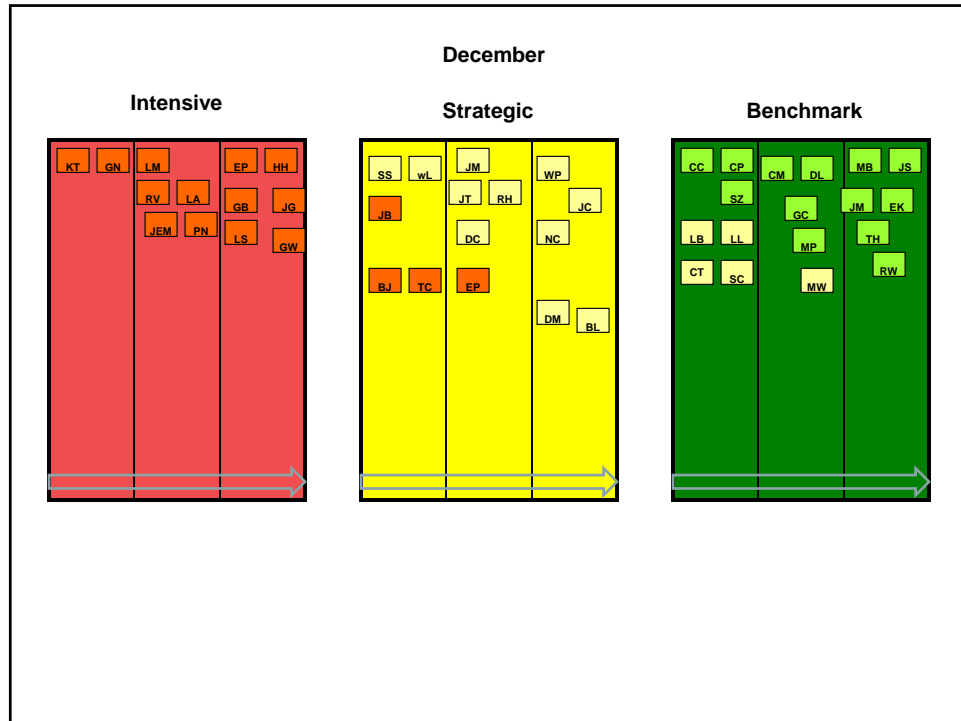 December
Intensive
Strategic
Benchmark
KT GN LM EP HH
RV LA GB JG
JEM PN LS GW
SS wL JM WP
JB JT RH JC
DC NC
BJ TC EP
DM BL
CC CP CM DL MB JS
SZ GC JM EK
LB LL MP TH
CT SC MW RW